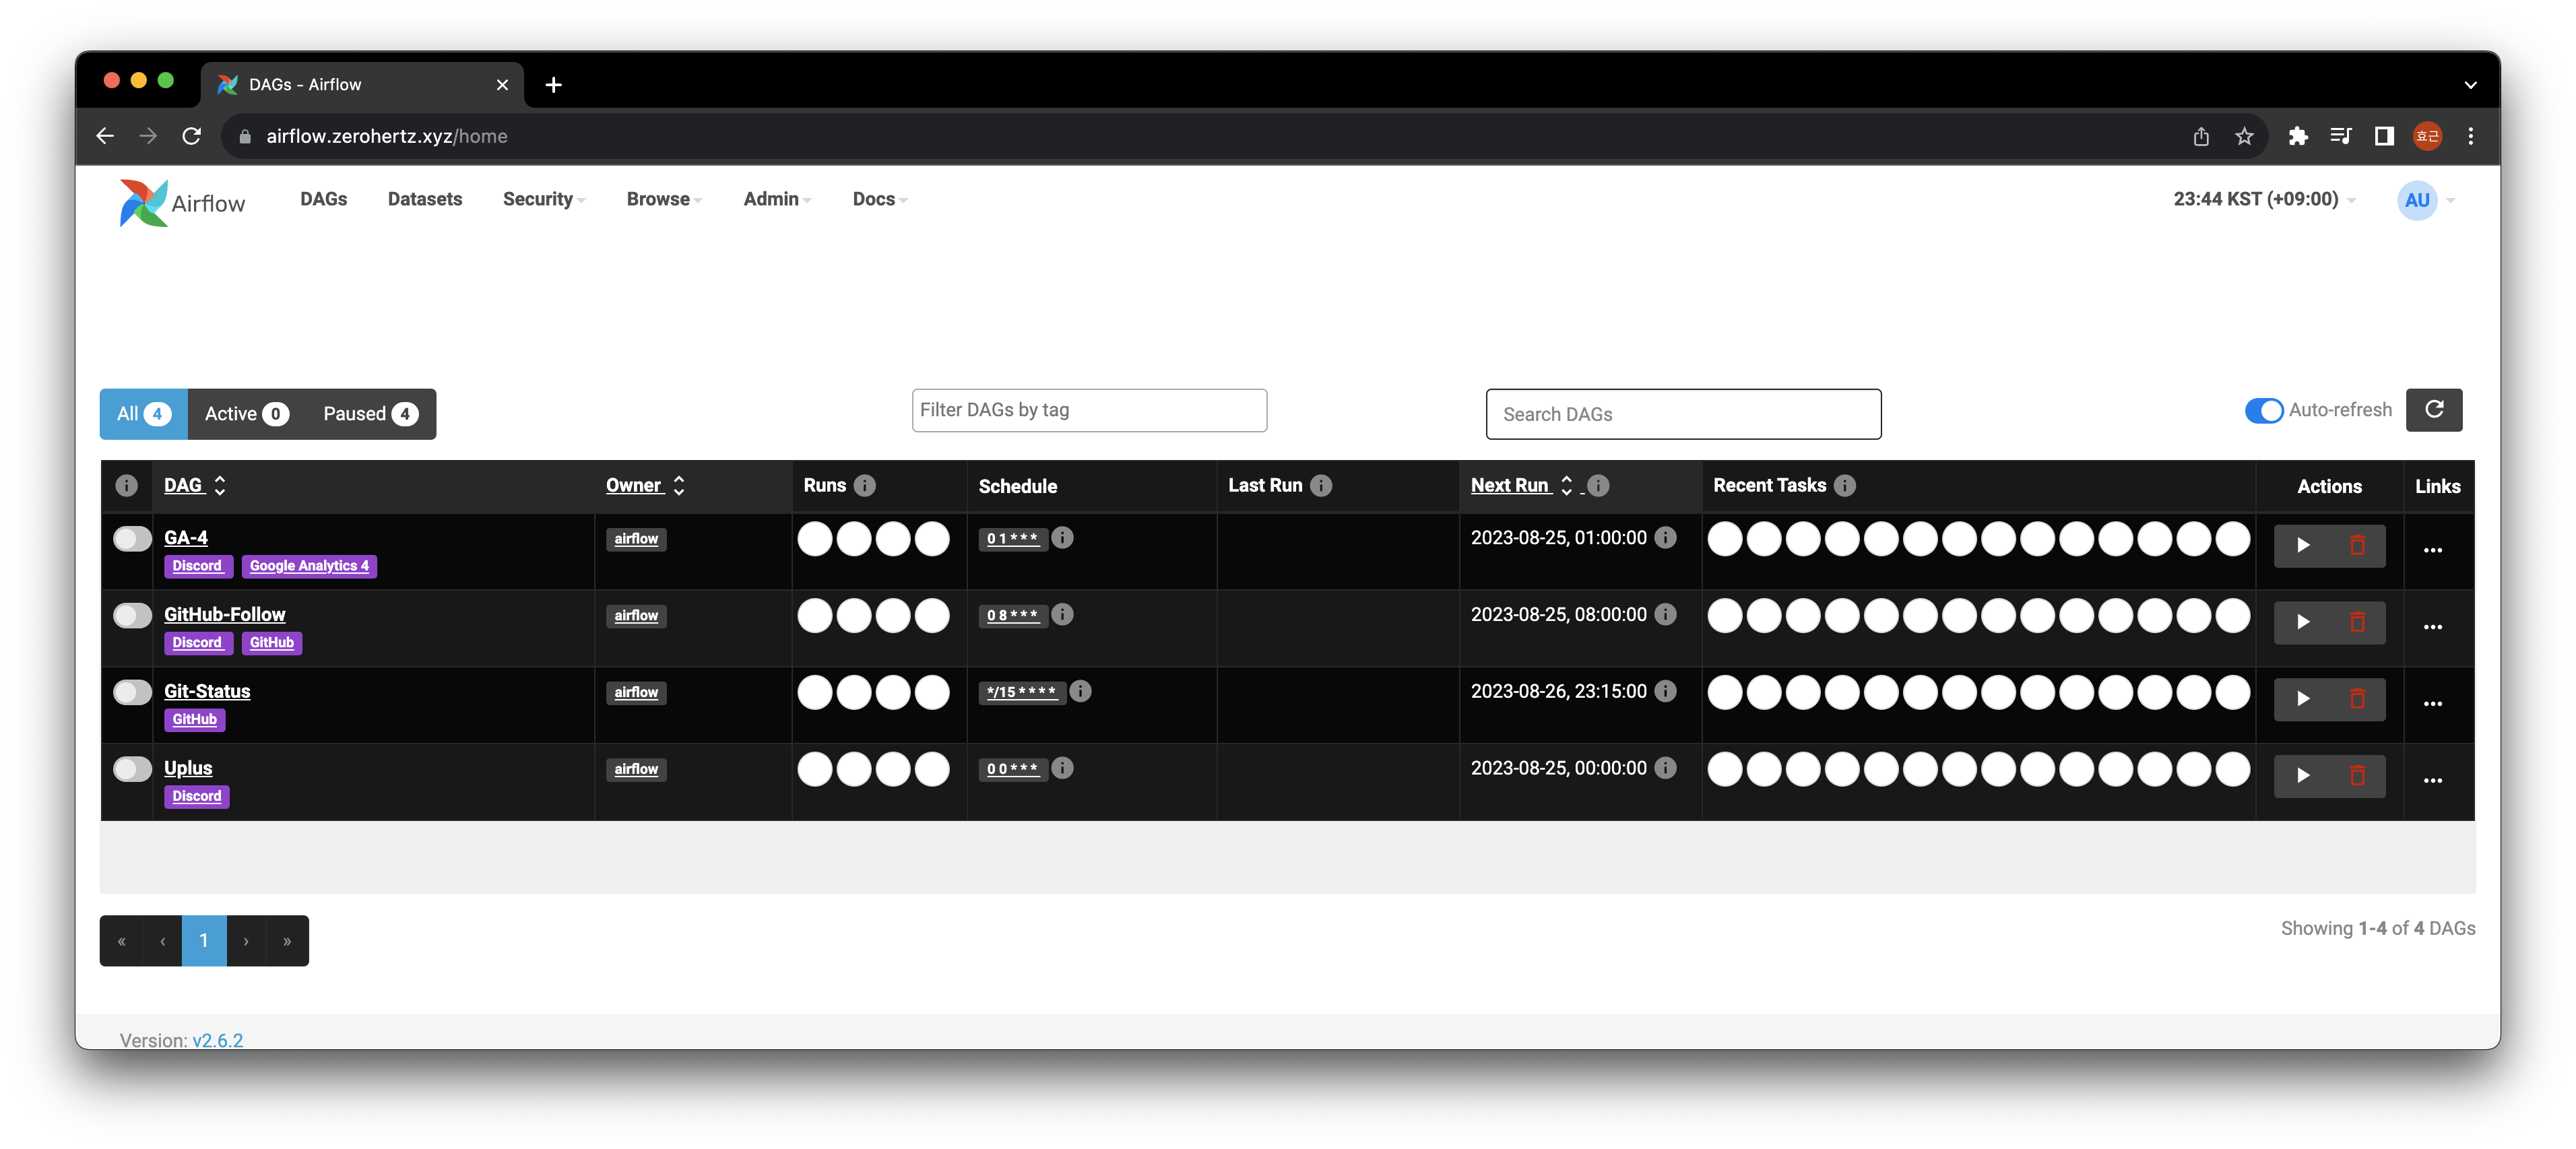 DAGs - Airflow
airflow.zerohertz.xyz/home
효근
Airflow DAGs Datasets Security Browse Admin Docs 23:44 KST (+09:00) AU
All 4 Active 0 Paused 4 Filter DAGs by tag Search DAGs Auto-refresh
DAG Owner Runs Schedule Last Run Next Run Recent Tasks Actions Links
GA-4 airflow 0 1 * * * 2023-08-25, 01:00:00
Discord Google Analytics 4
GitHub-Follow airflow 0 8 * * * 2023-08-25, 08:00:00
Discord GitHub
Git-Status airflow */15 * * * * 2023-08-26, 23:15:00
GitHub
Uplus airflow 0 0 * * * 2023-08-25, 00:00:00
Discord
« ‹ 1 › » Showing 1-4 of 4 DAGs
Version: v2.6.2